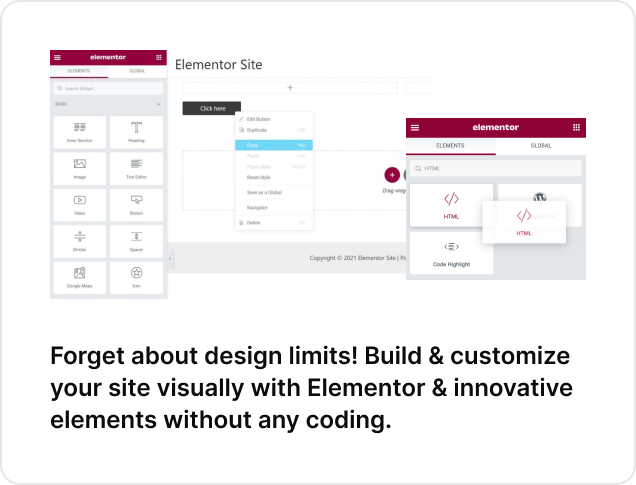 elementor
ELEMENTS GLOBAL
Search Widget...
BASIC
Inner Section Heading
Image Text Editor
Video Button
Divider Spacer
Google Maps Icon
Elementor Site
Click here
Edit Button
Duplicate
Copy
Paste
Paste Style
Reset Style
Save as a Global
Navigator
Delete
Drag widg
Copyright © 2021 Elementor Site | Po
elementor
ELEMENTS GLOBAL
HTML
HTML
HTML
Code Highlight
Forget about design limits! Build & customize
your site visually with Elementor & innovative
elements without any coding.